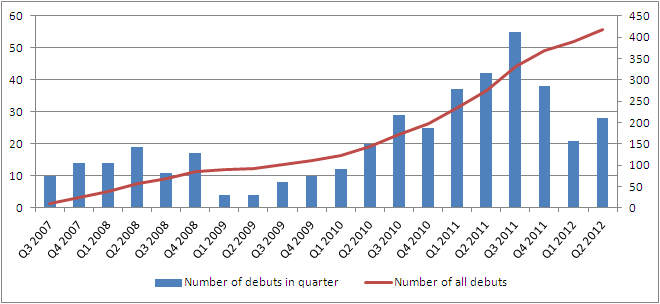 60
50
40
30
20
10
0
450
400
350
300
250
200
150
100
50
0
Q3 2007
Q4 2007
Q1 2008
Q2 2008
Q3 2008
Q4 2008
Q1 2009
Q2 2009
Q3 2009
Q4 2009
Q1 2010
Q2 2010
Q3 2010
Q4 2010
Q1 2011
Q2 2011
Q3 2011
Q4 2011
Q1 2012
Q2 2012
Number of debuts in quarter
Number of all debuts